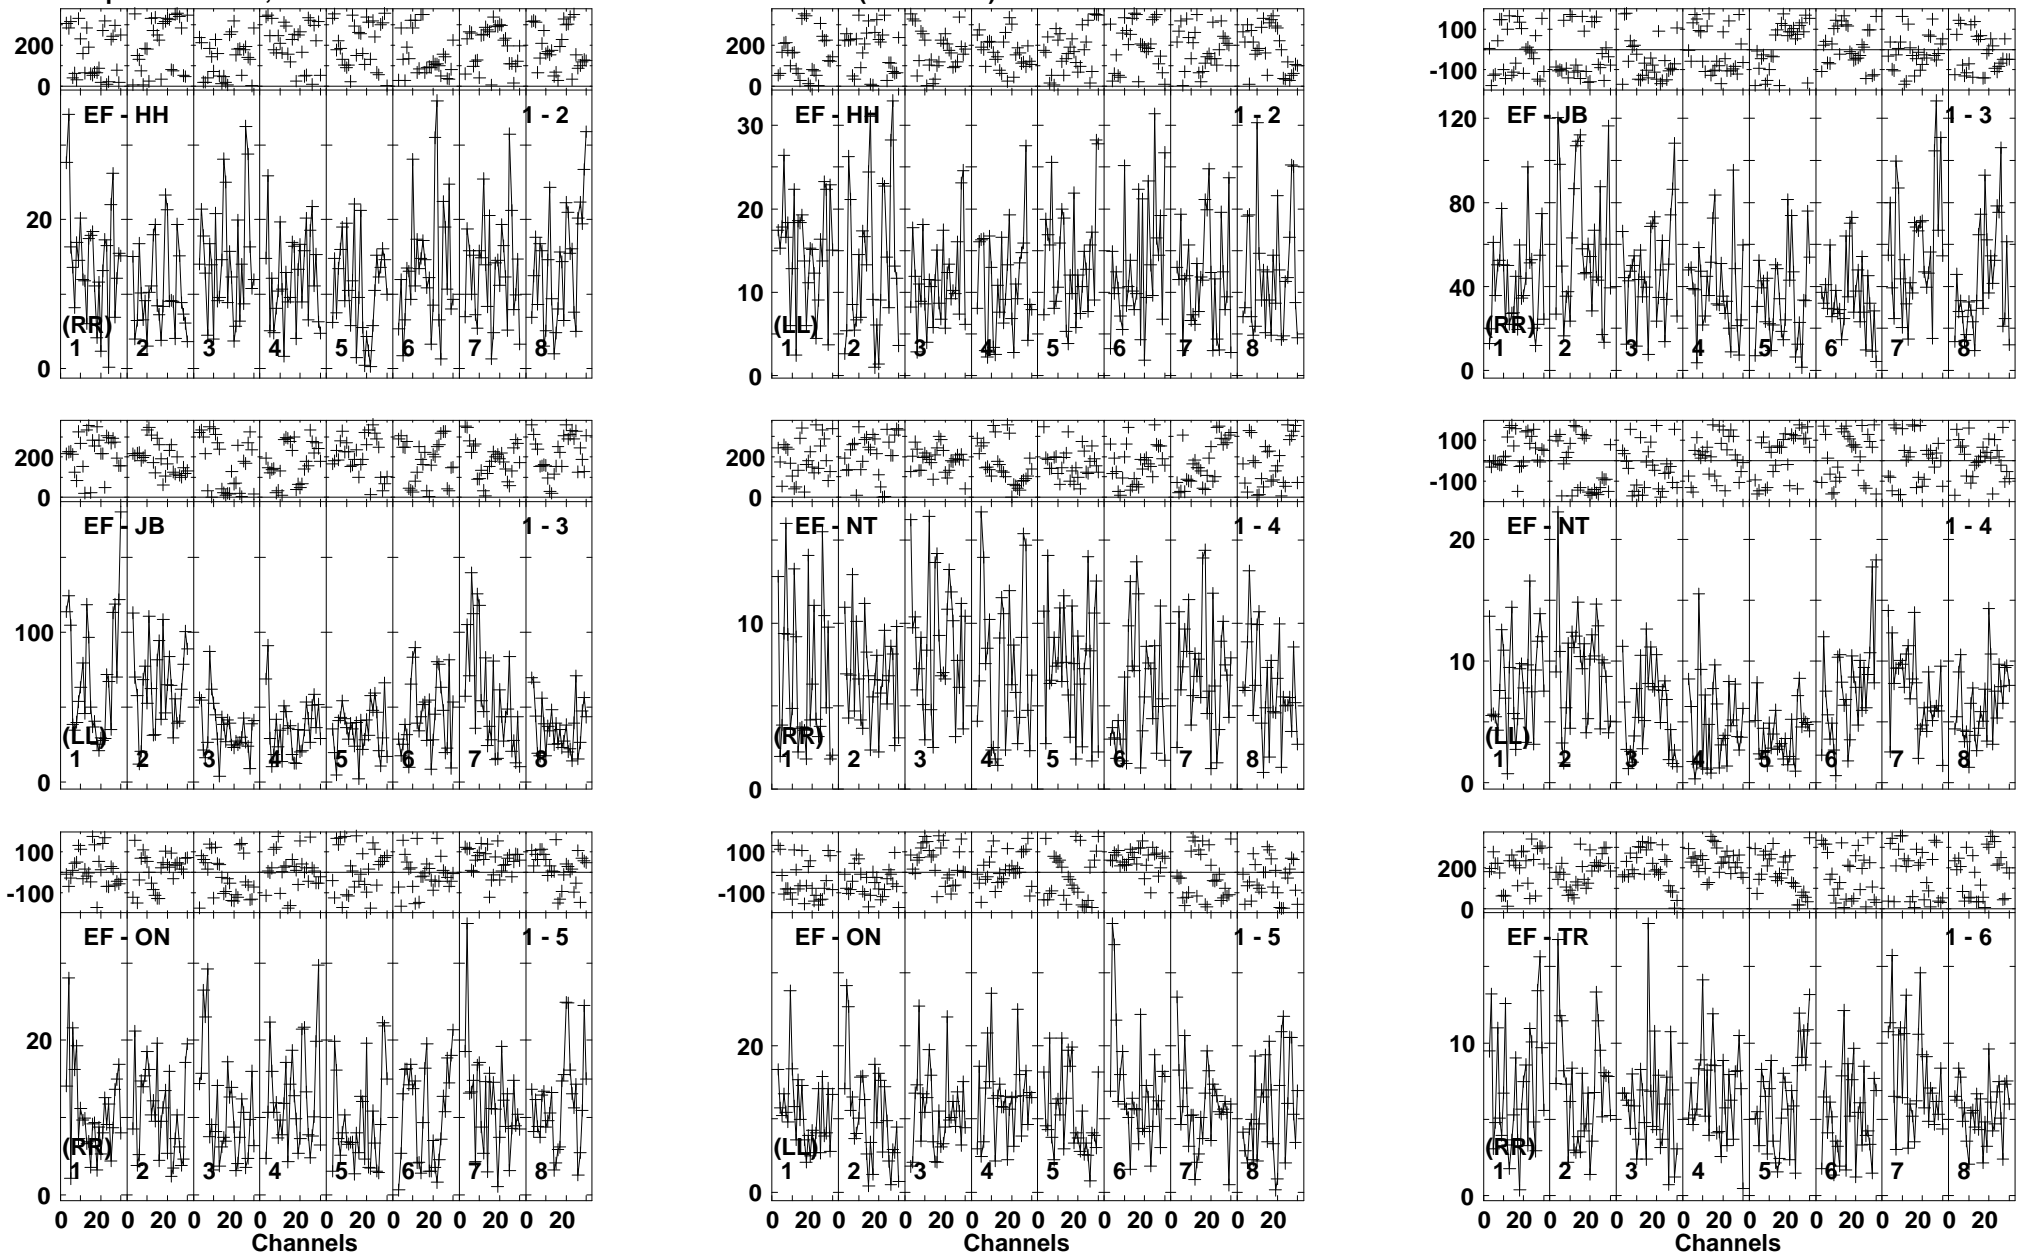 200 0 200 0 100 -100
EF - HH 1 - 2 EF - HH 1 - 2 EF - JB 1 - 3
20 0 30 20 10 0 120 80 40 0
(RR) (LL) (RR)
1 2 3 4 5 6 7 8 1 2 3 4 5 6 7 8 1 2 3 4 5 6 7 8
200 0 200 0 100 -100
EF - JB 1 - 3 EF - NT 1 - 4 EF - NT 1 - 4
100 0 10 0 20 10 0
(LL) (RR) (LL)
1 2 3 4 5 6 7 8 1 2 3 4 5 6 7 8 1 2 3 4 5 6 7 8
100 -100 100 -100 200 0
EF - ON 1 - 5 EF - ON 1 - 5 EF - TR 1 - 6
20 0 20 0 10 0
(RR) (LL) (RR)
1 2 3 4 5 6 7 8 1 2 3 4 5 6 7 8 1 2 3 4 5 6 7 8
0 20 0 20 0 20 0 20 0 20 0 20 0 20 0 20 0 20 0 20 0 20 0 20 0 20 0 20 0 20 0 20 0 20 0 20 0 20 0 20 0 20 0 20 0 20 0 20
Channels Channels Channels